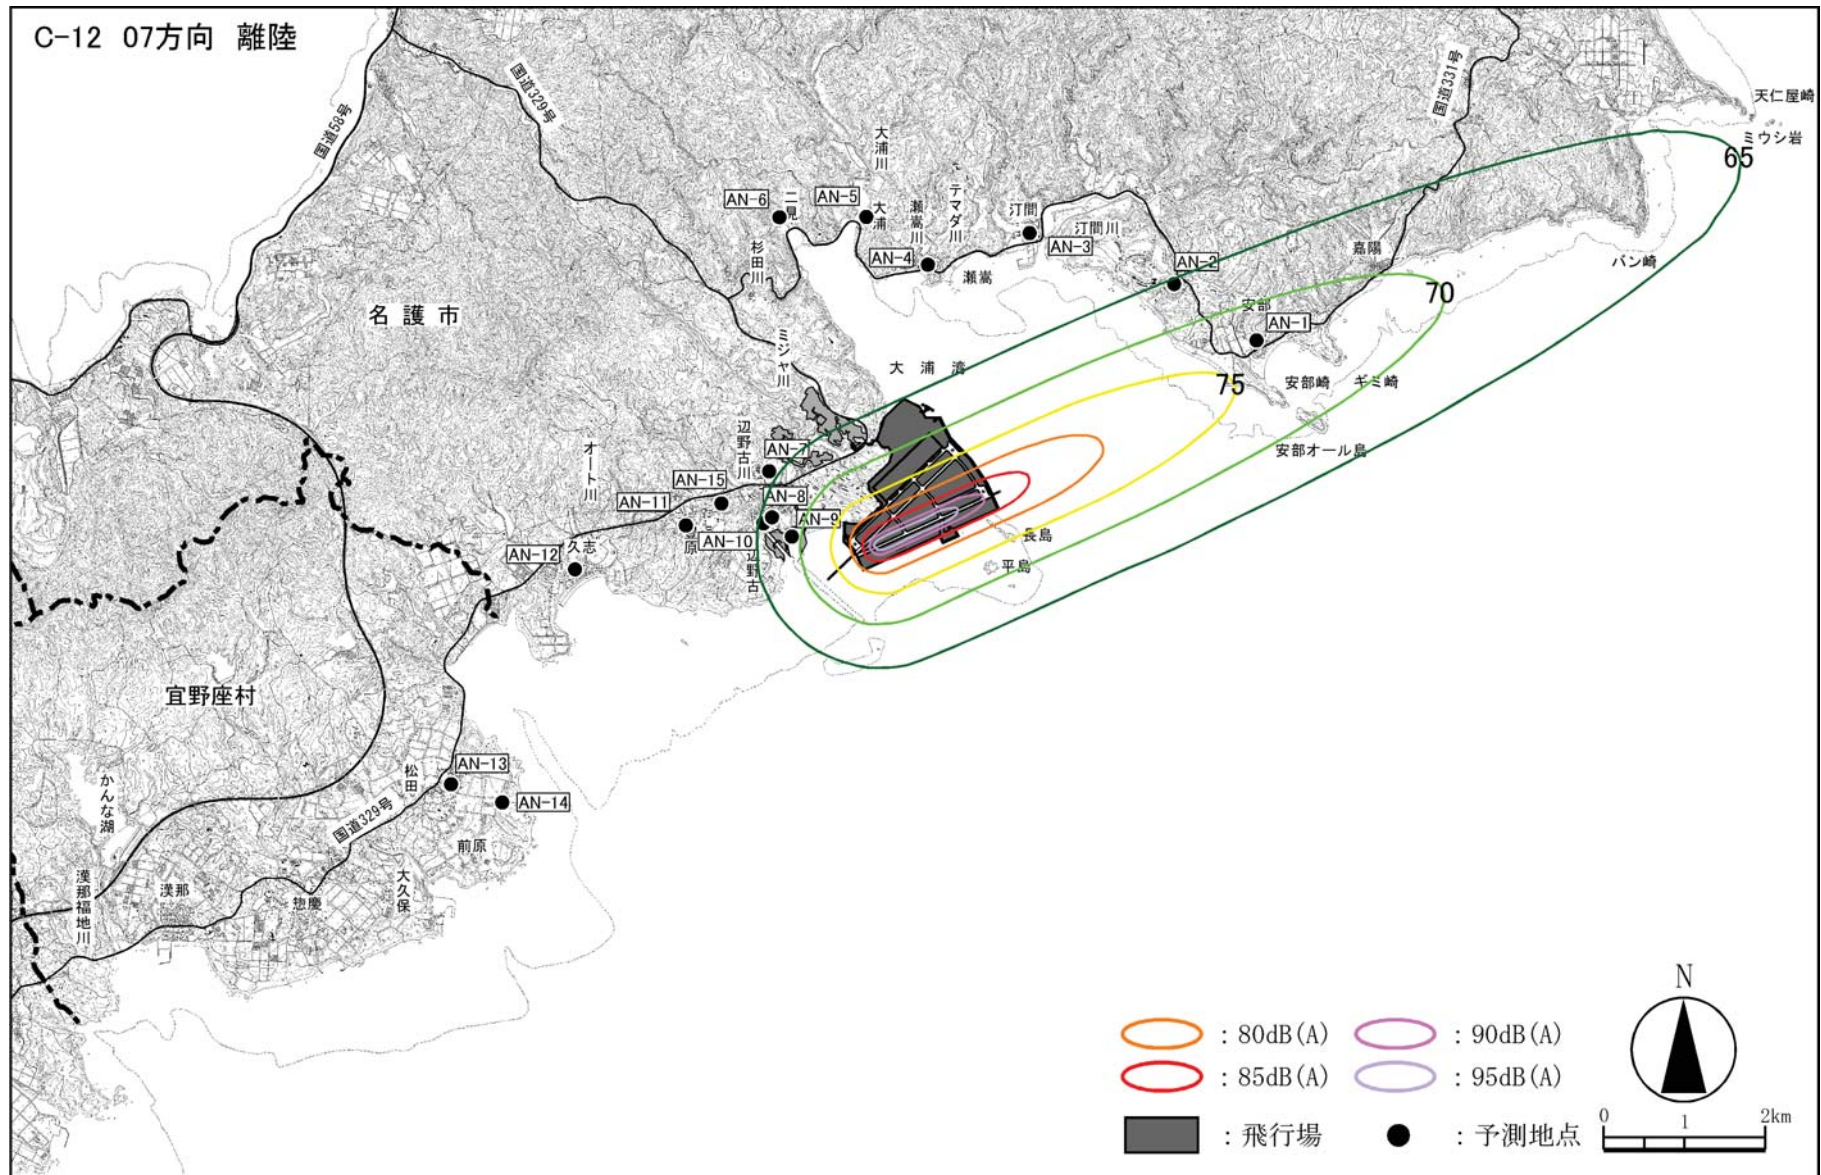 C-12 07方向 離陸
国道58号
国道329号
国道331号
天仁屋崎
ミウシ岩
65
大浦川
AN-6
二見
AN-5
大浦
瀬嵩川
テマダ川
汀間
汀間川
AN-3
AN-4
瀬嵩
杉田川
AN-2
嘉陽
バン崎
70
安部
AN-1
名護市
ミジャ川
大浦湾
75
安部崎
ギミ崎
安部オール島
辺野古川
AN-7
オート川
AN-15
AN-11
AN-8
AN-9
AN-10
原
辺野古
長島
平島
AN-12
久志
宜野座村
かんな湖
松田
AN-13
AN-14
国道329号
前原
大久保
漢那福地川
漢那
惣慶
N
:80dB(A)
:90dB(A)
:85dB(A)
:95dB(A)
:飛行場
:予測地点
0 1 2km